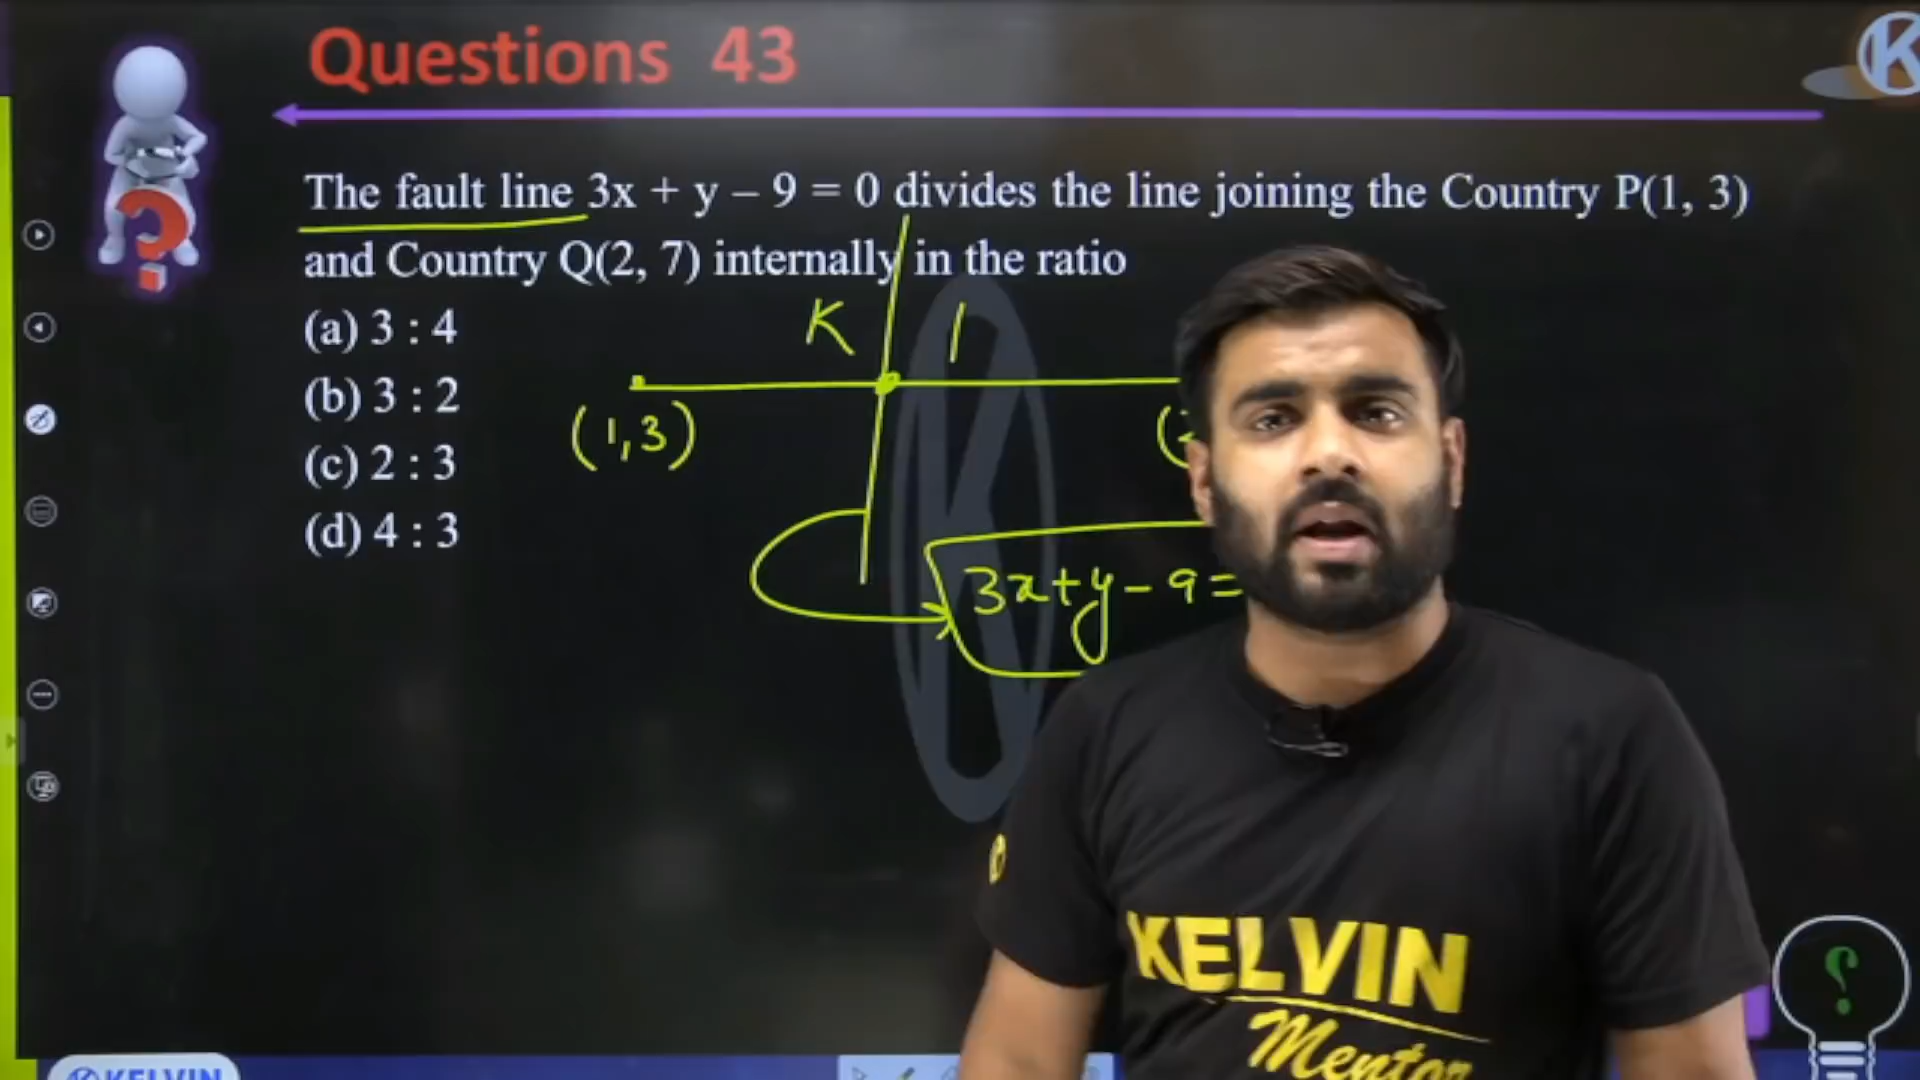 Questions 43
The fault line 3x + y – 9 = 0 divides the line joining the Country P(1, 3)
and Country Q(2, 7) internally in the ratio
(a) 3 : 4
(b) 3 : 2
(c) 2 : 3
(d) 4 : 3
K 1
(1,3)
3x+y-9=
KELVIN
Mentor
KELVIN